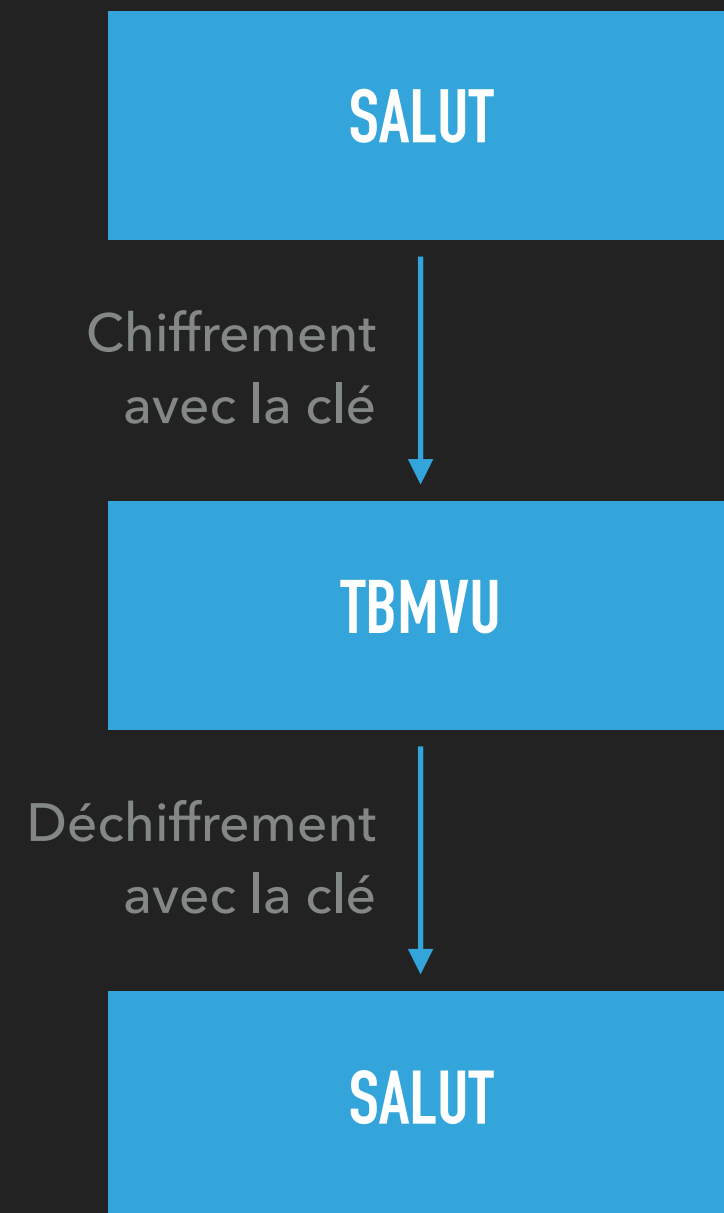 SALUT
Chiffrement
avec la clé
TBMVU
Déchiffrement
avec la clé
SALUT